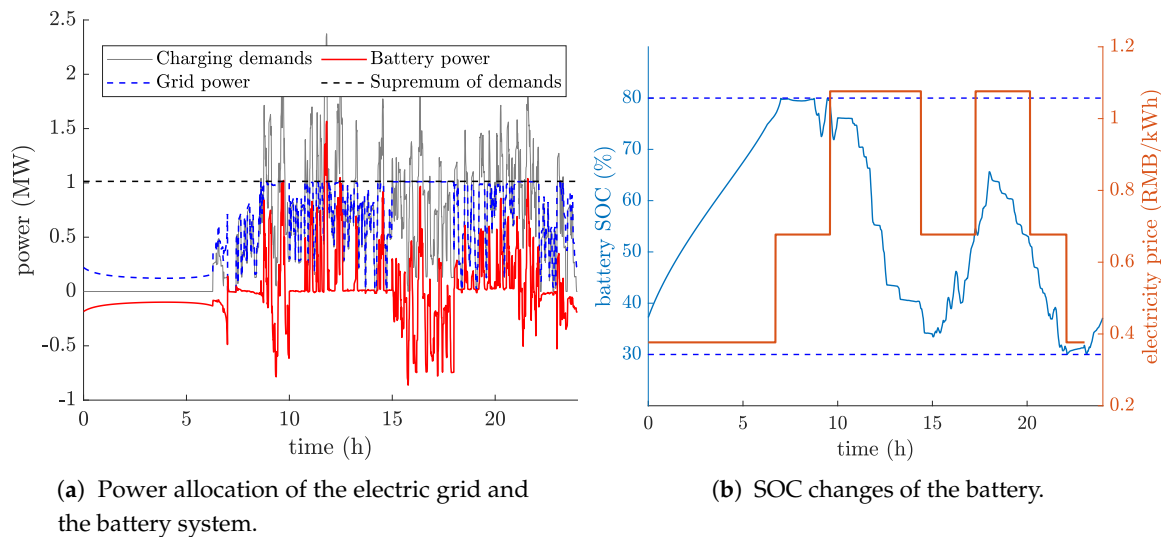 2.5
2
1.5
1
0.5
0
-0.5
-1
power (MW)
Charging demands
Battery power
Grid power
Supremum of demands
0
5
10
15
20
time (h)
(a) Power allocation of the electric grid and
the battery system.
80
70
60
50
40
30
battery SOC (%)
1.2
1
0.8
0.6
0.4
0.2
electricity price (RMB/kWh)
0
5
10
15
20
time (h)
(b) SOC changes of the battery.